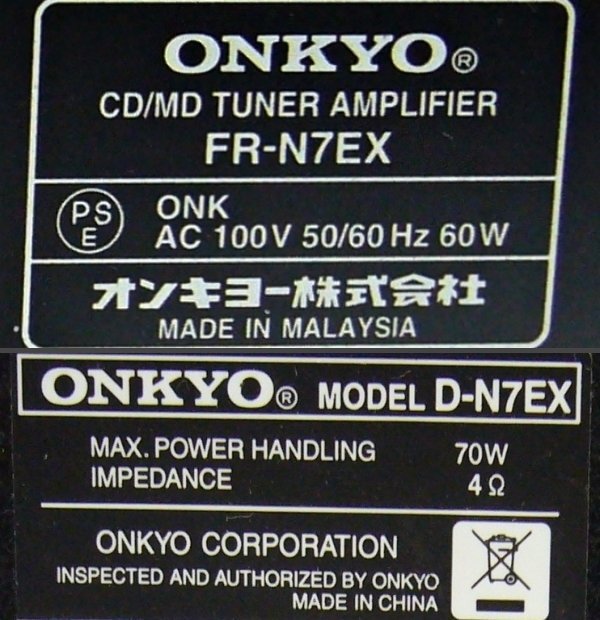 ONKYO®
CD/MD TUNER AMPLIFIER
FR-N7EX
PS
E
ONK
AC 100V 50/60Hz 60W
オンキヨー株式会社
MADE IN MALAYSIA
ONKYO® MODEL D-N7EX
MAX. POWER HANDLING 70W
IMPEDANCE 4Ω
ONKYO CORPORATION
INSPECTED AND AUTHORIZED BY ONKYO
MADE IN CHINA